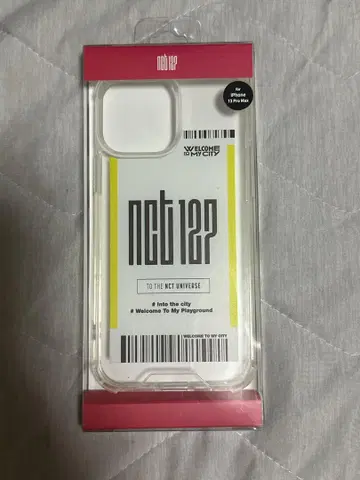 nct 127
for
iPhone
13 Pro Max
WELCOME
TO MY CITY
nct 127
TO THE NCT UNIVERSE
# Into the city
# Welcome To My Playground
WELCOME TO MY CITY